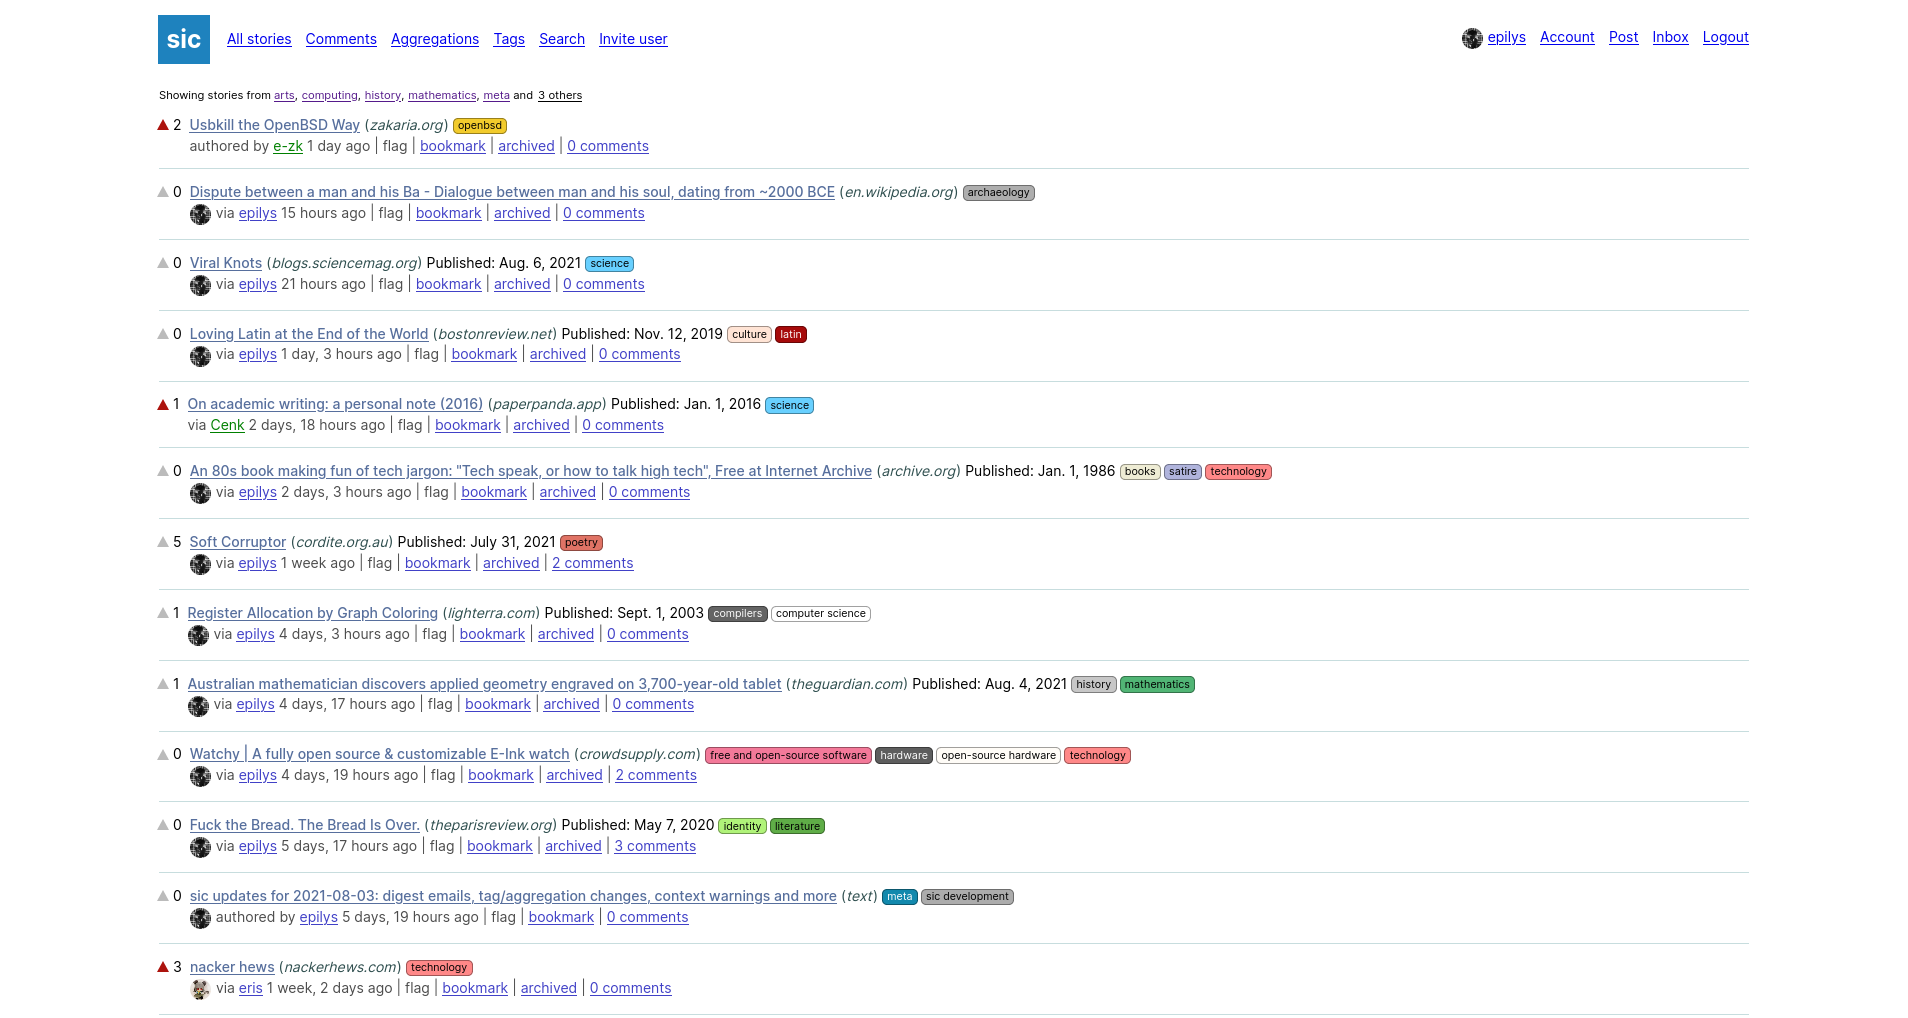 sic All stories Comments Aggregations Tags Search Invite user epilys Account Post Inbox Logout
Showing stories from arts, computing, history, mathematics, meta and 3 others
▲ 2 Usbkill the OpenBSD Way (zakaria.org) openbsd
authored by e-zk 1 day ago | flag | bookmark | archived | 0 comments
▲ 0 Dispute between a man and his Ba - Dialogue between man and his soul, dating from ~2000 BCE (en.wikipedia.org) archaeology
via epilys 15 hours ago | flag | bookmark | archived | 0 comments
▲ 0 Viral Knots (blogs.sciencemag.org) Published: Aug. 6, 2021 science
via epilys 21 hours ago | flag | bookmark | archived | 0 comments
▲ 0 Loving Latin at the End of the World (bostonreview.net) Published: Nov. 12, 2019 culture latin
via epilys 1 day, 3 hours ago | flag | bookmark | archived | 0 comments
▲ 1 On academic writing: a personal note (2016) (paperpanda.app) Published: Jan. 1, 2016 science
via Cenk 2 days, 18 hours ago | flag | bookmark | archived | 0 comments
▲ 0 An 80s book making fun of tech jargon: "Tech speak, or how to talk high tech", Free at Internet Archive (archive.org) Published: Jan. 1, 1986 books satire technology
via epilys 2 days, 3 hours ago | flag | bookmark | archived | 0 comments
▲ 5 Soft Corruptor (cordite.org.au) Published: July 31, 2021 poetry
via epilys 1 week ago | flag | bookmark | archived | 2 comments
▲ 1 Register Allocation by Graph Coloring (lighterra.com) Published: Sept. 1, 2003 compilers computer science
via epilys 4 days, 3 hours ago | flag | bookmark | archived | 0 comments
▲ 1 Australian mathematician discovers applied geometry engraved on 3,700-year-old tablet (theguardian.com) Published: Aug. 4, 2021 history mathematics
via epilys 4 days, 17 hours ago | flag | bookmark | archived | 0 comments
▲ 0 Watchy | A fully open source & customizable E-Ink watch (crowdsupply.com) free and open-source software hardware open-source hardware technology
via epilys 4 days, 19 hours ago | flag | bookmark | archived | 2 comments
▲ 0 Fuck the Bread. The Bread Is Over. (theparisreview.org) Published: May 7, 2020 identity literature
via epilys 5 days, 17 hours ago | flag | bookmark | archived | 3 comments
▲ 0 sic updates for 2021-08-03: digest emails, tag/aggregation changes, context warnings and more (text) meta sic development
authored by epilys 5 days, 19 hours ago | flag | bookmark | 0 comments
▲ 3 nacker hews (nackerhews.com) technology
via eris 1 week, 2 days ago | flag | bookmark | archived | 0 comments